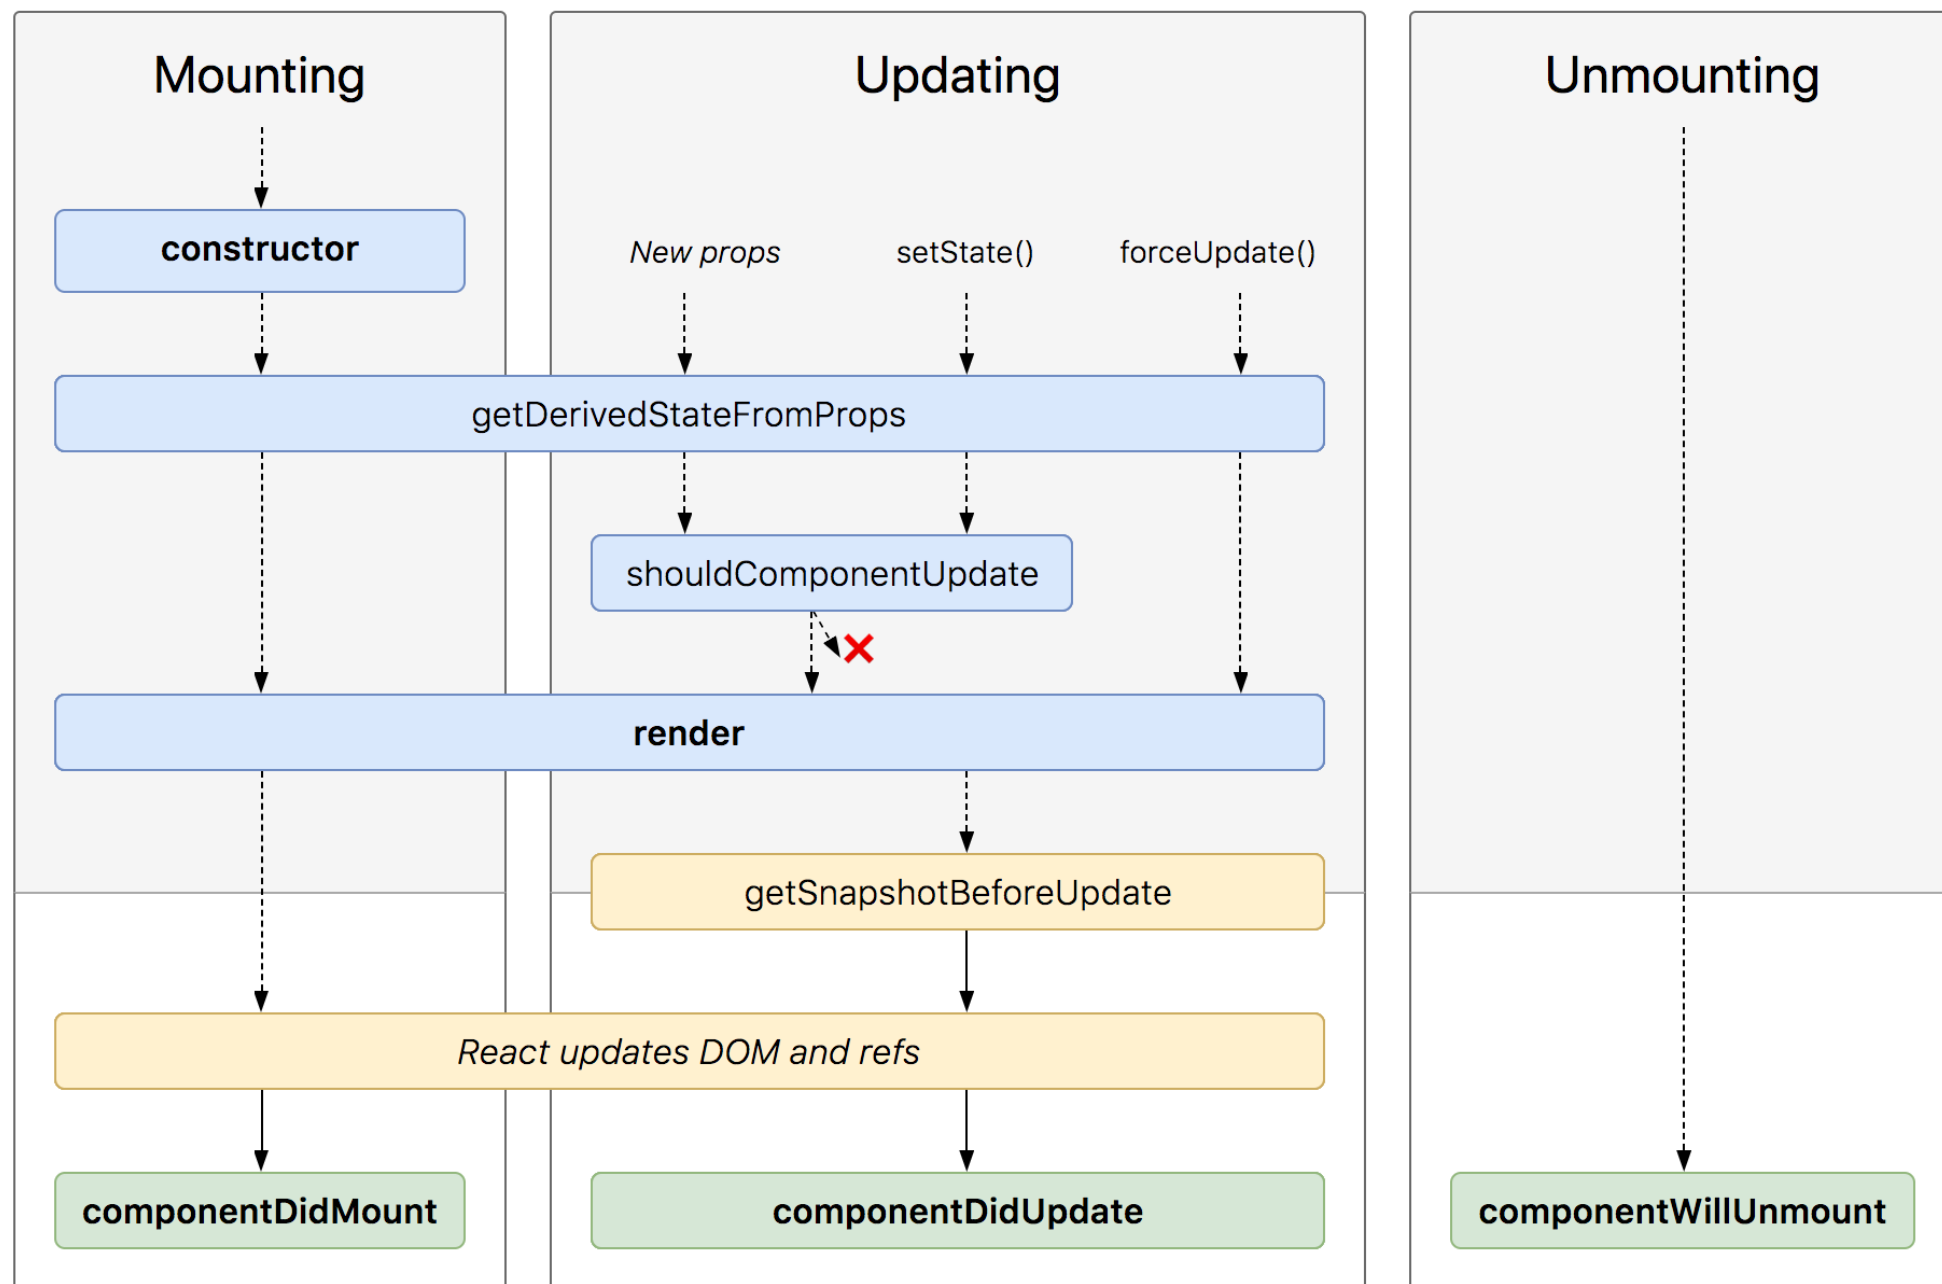 Mounting
Updating
Unmounting
constructor
New props
setState()
forceUpdate()
getDerivedStateFromProps
shouldComponentUpdate
render
getSnapshotBeforeUpdate
React updates DOM and refs
componentDidMount
componentDidUpdate
componentWillUnmount